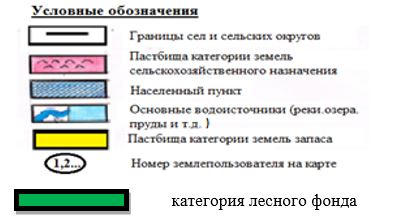 Условные обозначения
Границы сел и сельских округов
Пастбища категории земель
сельскохозяйственного назначения
Населенный пункт
Основные водоисточники (реки.озера.
пруды и т.д. )
Пастбища категории земель запаса
1,2... Номер землепользователя на карте
категория лесного фонда